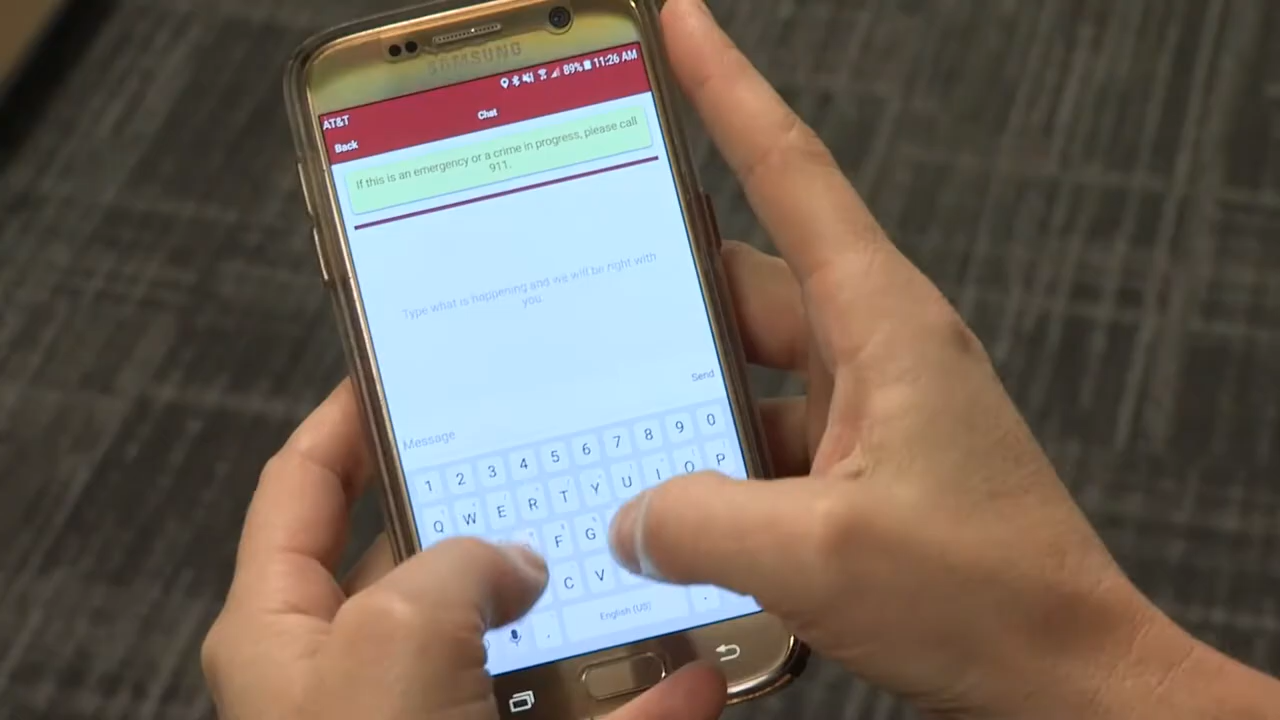 SAMSUNG
89% 11:26 AM
AT&T
Back
Chat
If this is an emergency or a crime in progress, please call
911.
Type what is happening and we will be right with
you.
Send
Message
1 2 3 4 5 6 7 8 9 0
Q W E R T Y U I O P
F G
C V
, English (US) .